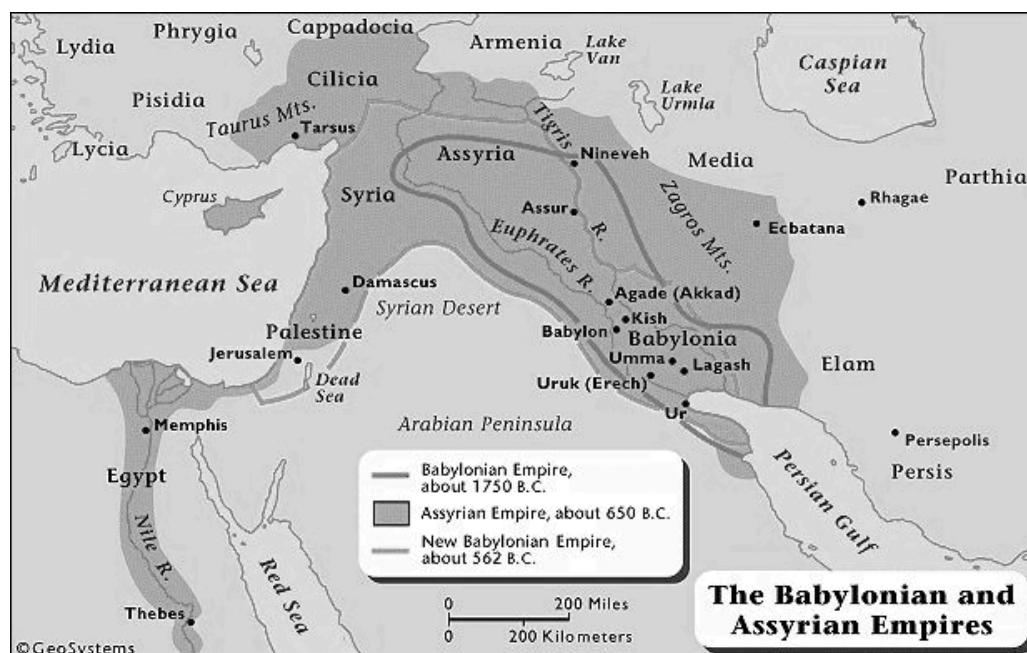 Lydia
Phrygia
Cappadocia
Armenia
Lake
Van
Caspian
Sea
Cilicia
Pisidia
Taurus Mts.
Tarsus
Lake
Urmia
Lycia
Tigris
R.
Assyria
Nineveh
Media
Parthia
Cyprus
Syria
Assur
Zagros Mts.
Rhagae
Ecbatana
Euphrates R.
Mediterranean Sea
Damascus
Syrian Desert
Agade (Akkad)
Kish
Babylon
Babylonia
Palestine
Jerusalem
Umma
Lagash
Elam
Dead
Sea
Uruk (Erech)
Ur
Memphis
Arabian Peninsula
Persepolis
Persis
Egypt
Persian Gulf
Nile R.
Red Sea
Thebes
Babylonian Empire,
about 1750 B.C.
Assyrian Empire, about 650 B.C.
New Babylonian Empire,
about 562 B.C.
0 200 Miles
0 200 Kilometers
The Babylonian and
Assyrian Empires
©GeoSystems